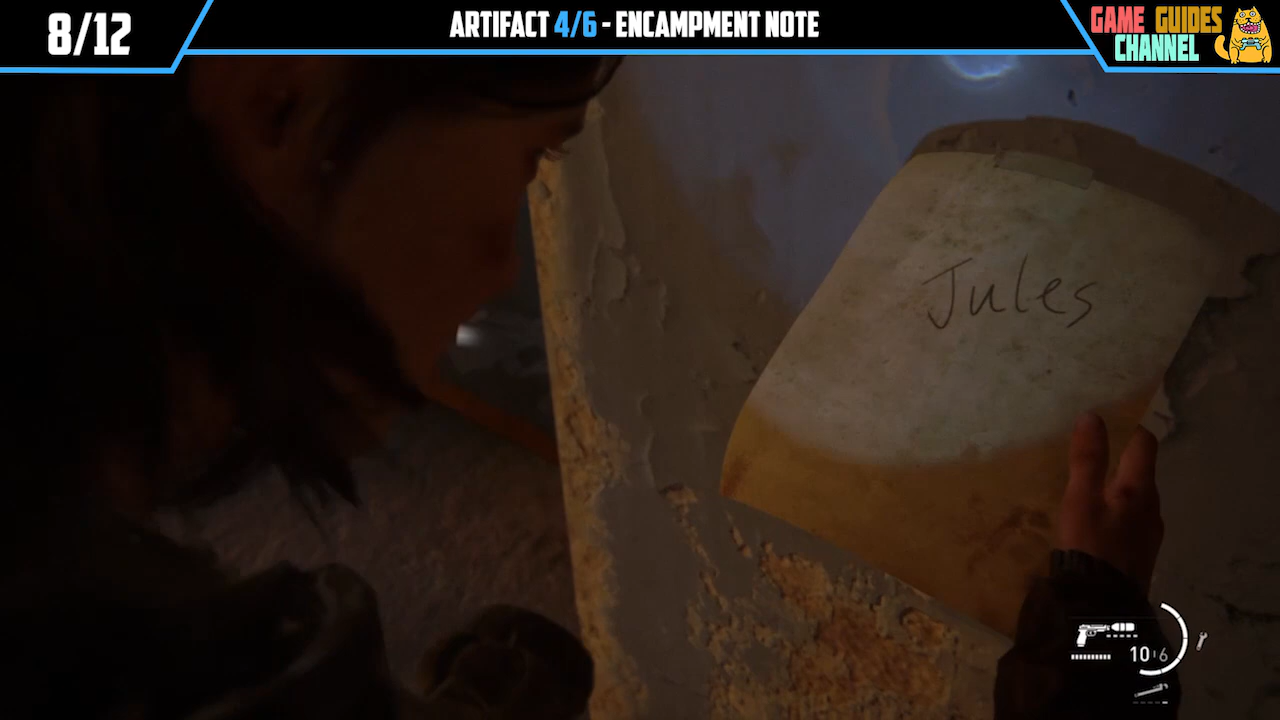 8/12
ARTIFACT 4/6 - ENCAMPMENT NOTE
GAME GUIDES
CHANNEL
Jules
10 6